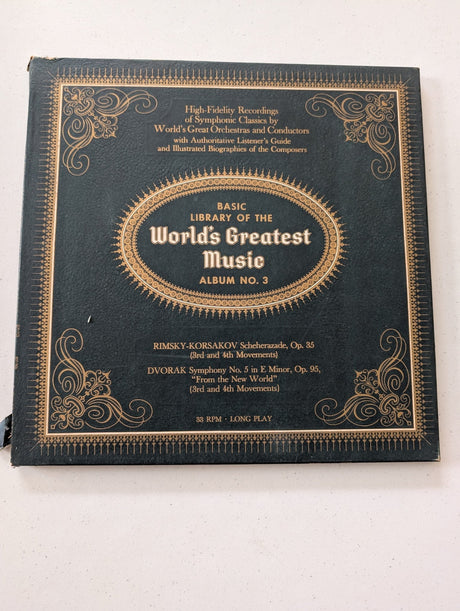 High-Fidelity Recordings
of Symphonic Classics by
World's Great Orchestras and Conductors
with Authoritative Listener's Guide
and Illustrated Biographies of the Composers
BASIC
LIBRARY OF THE
World's Greatest
Music
ALBUM NO. 3
RIMSKY-KORSAKOV Scheherazade, Op. 35
(3rd and 4th Movements)
DVORAK Symphony No. 5 in E Minor, Op. 95,
"From the New World"
(3rd and 4th Movements)
33 RPM · LONG PLAY